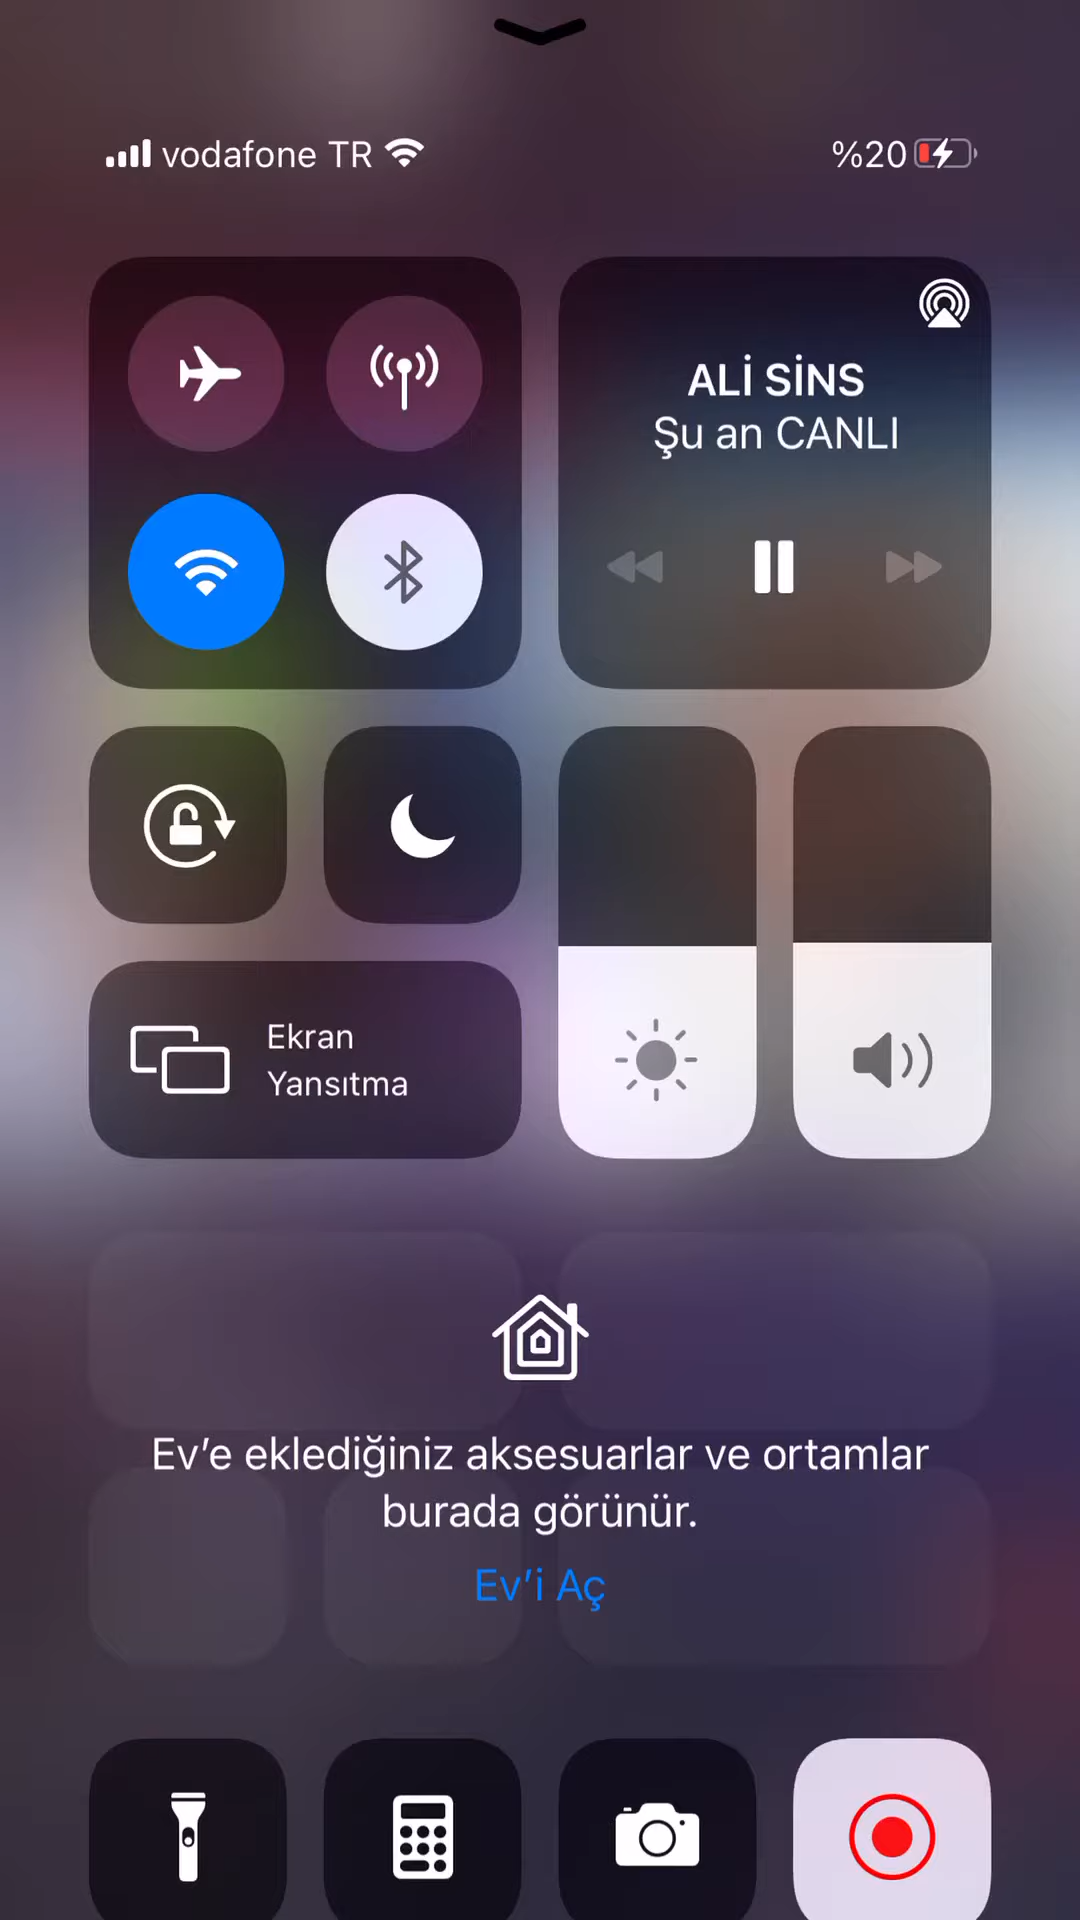 vodafone TR
%20
ALİ SİNS
Şu an CANLI
Ekran
Yansıtma
Ev’e eklediğiniz aksesuarlar ve ortamlar
burada görünür.
Ev’i Aç